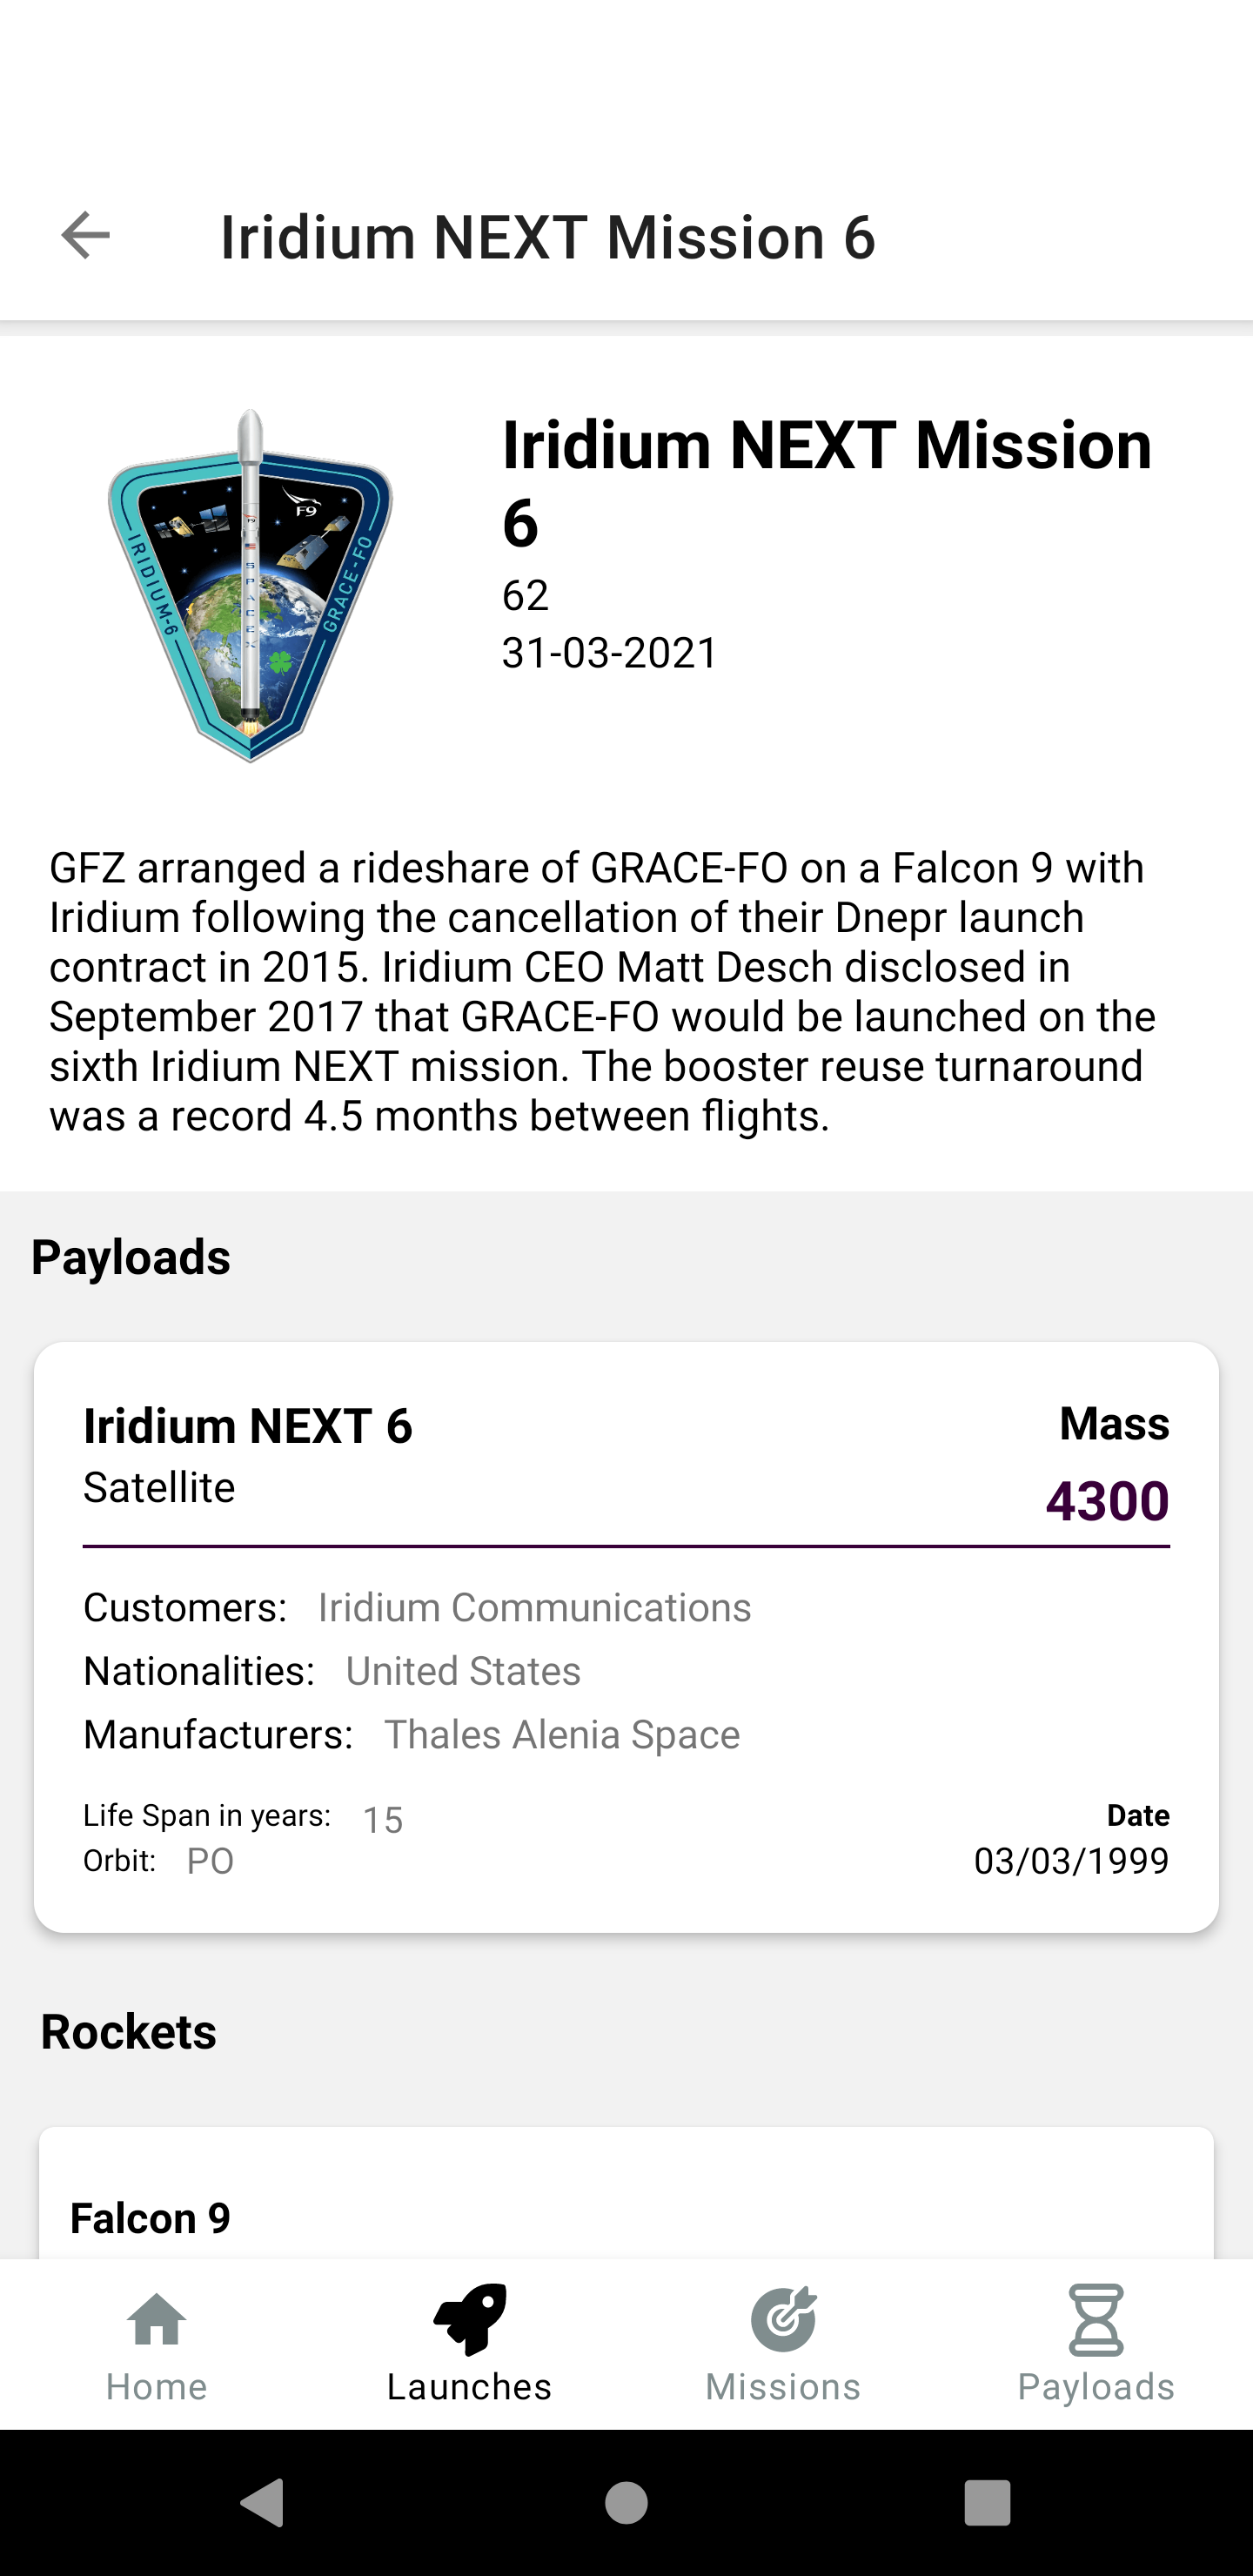 Iridium NEXT Mission 6
Iridium NEXT Mission
6
62
31-03-2021
IRIDIUM-6
GRACE-FO
F9
F9
SPACEX
GFZ arranged a rideshare of GRACE-FO on a Falcon 9 with
Iridium following the cancellation of their Dnepr launch
contract in 2015. Iridium CEO Matt Desch disclosed in
September 2017 that GRACE-FO would be launched on the
sixth Iridium NEXT mission. The booster reuse turnaround
was a record 4.5 months between flights.
Payloads
Iridium NEXT 6
Mass
Satellite
4300
Customers: Iridium Communications
Nationalities: United States
Manufacturers: Thales Alenia Space
Life Span in years: 15
Date
Orbit: PO
03/03/1999
Rockets
Falcon 9
Home
Launches
Missions
Payloads